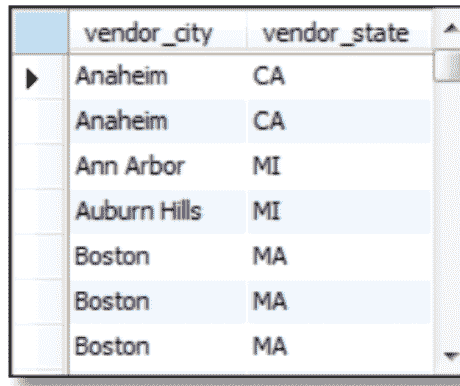 vendor_city vendor_state
Anaheim CA
Anaheim CA
Ann Arbor MI
Auburn Hills MI
Boston MA
Boston MA
Boston MA